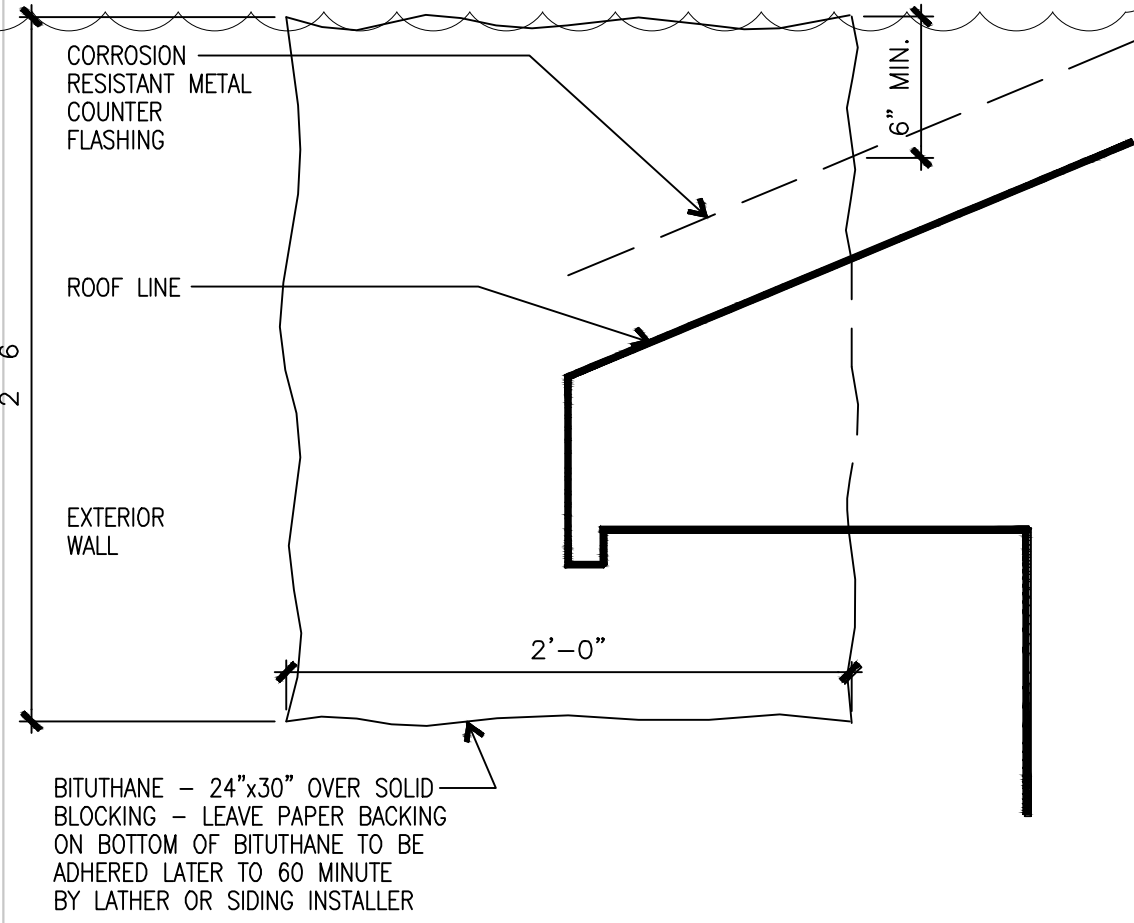 CORROSION
RESISTANT METAL
COUNTER
FLASHING
6" MIN.
ROOF LINE
2 6
EXTERIOR
WALL
2'-0"
BITUTHANE - 24"x30" OVER SOLID
BLOCKING - LEAVE PAPER BACKING
ON BOTTOM OF BITUTHANE TO BE
ADHERED LATER TO 60 MINUTE
BY LATHER OR SIDING INSTALLER